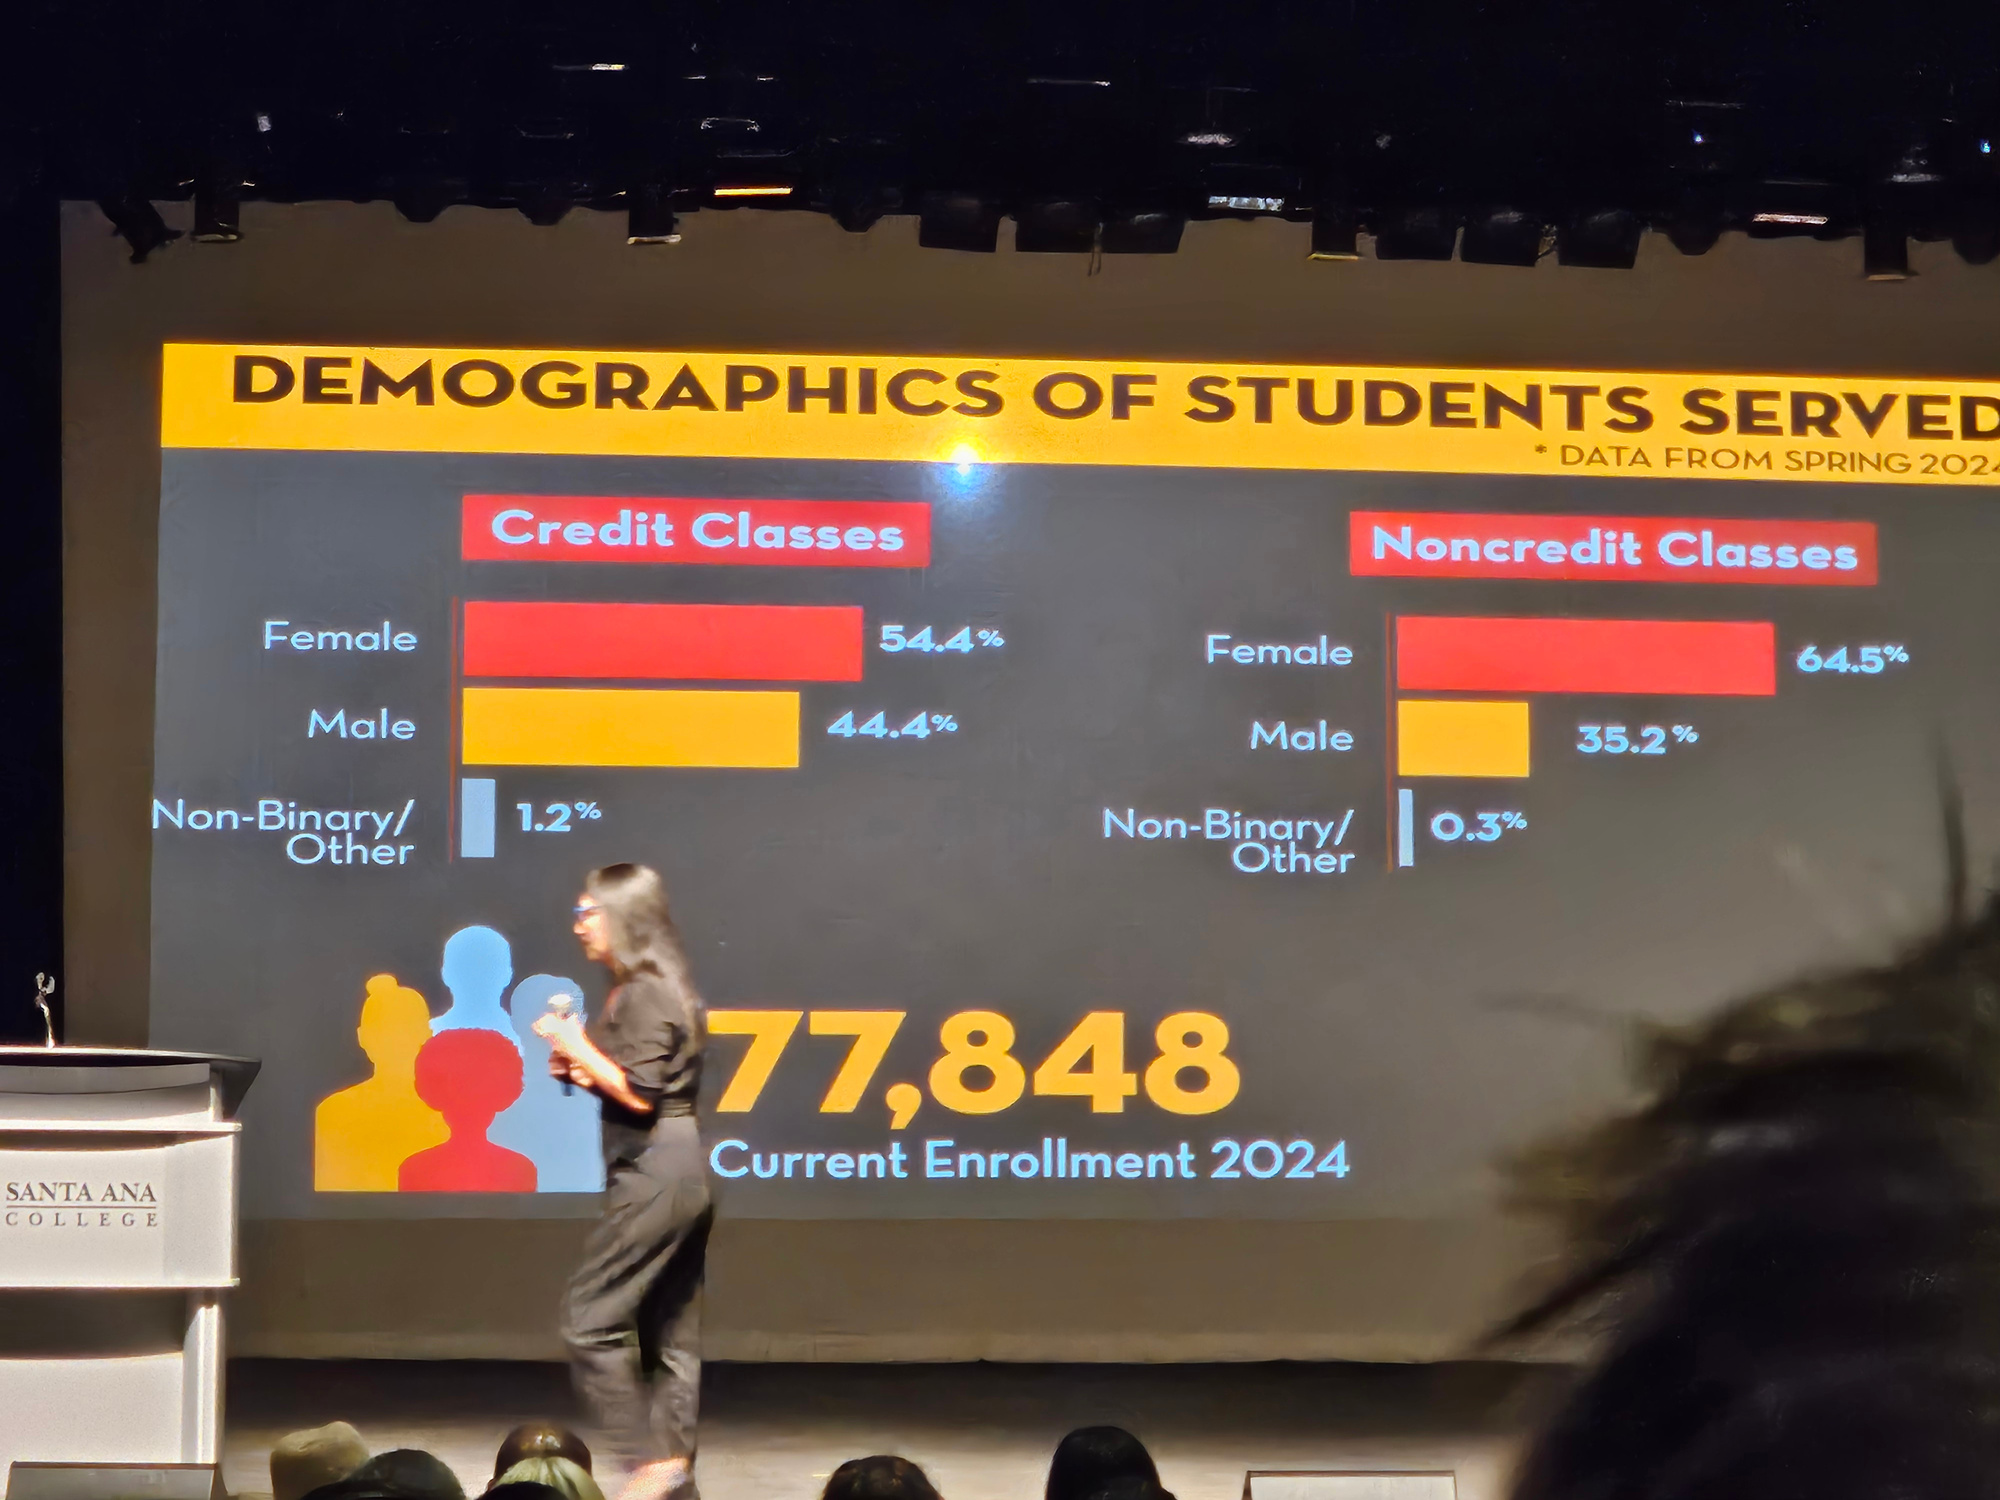 DEMOGRAPHICS OF STUDENTS SERVED
* DATA FROM SPRING 2024
Credit Classes
Female 54.4%
Male 44.4%
Non-Binary/
Other 1.2%
Noncredit Classes
Female 64.5%
Male 35.2%
Non-Binary/
Other 0.3%
77,848
Current Enrollment 2024
SANTA ANA
COLLEGE